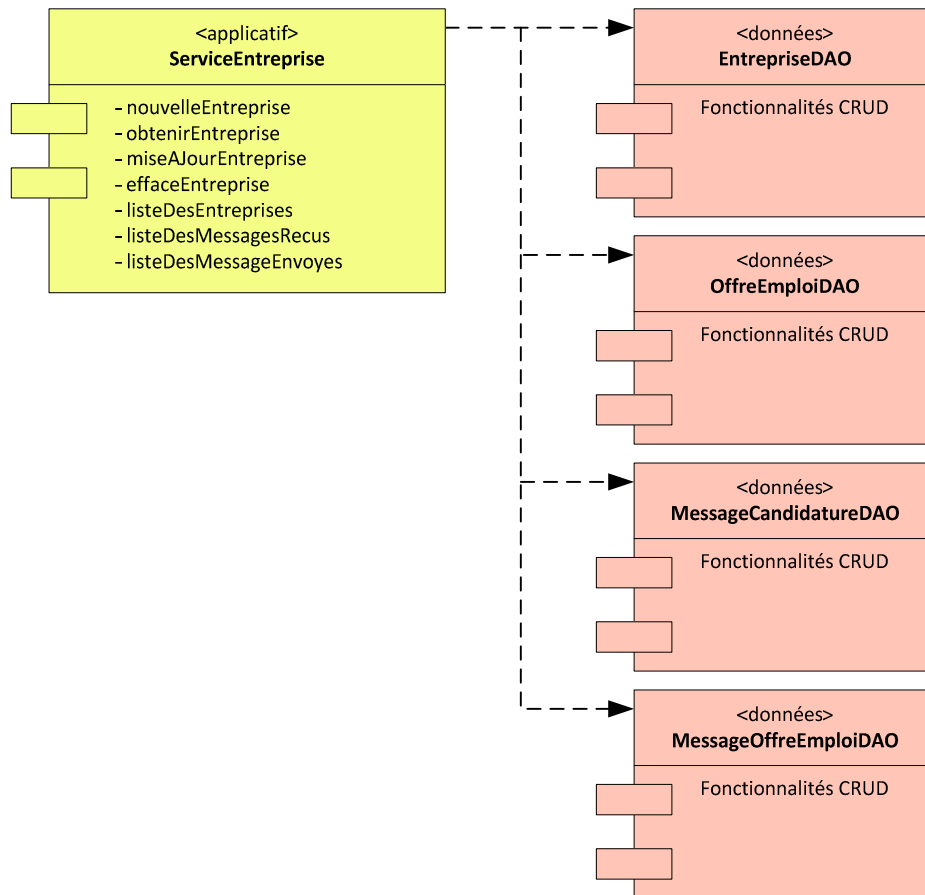 <applicatif>
ServiceEntreprise
- nouvelleEntreprise
- obtenirEntreprise
- miseAJourEntreprise
- effaceEntreprise
- listeDesEntreprises
- listeDesMessagesRecus
- listeDesMessageEnvoyes
<données>
EntrepriseDAO
Fonctionnalités CRUD
<données>
OffreEmploiDAO
Fonctionnalités CRUD
<données>
MessageCandidatureDAO
Fonctionnalités CRUD
<données>
MessageOffreEmploiDAO
Fonctionnalités CRUD